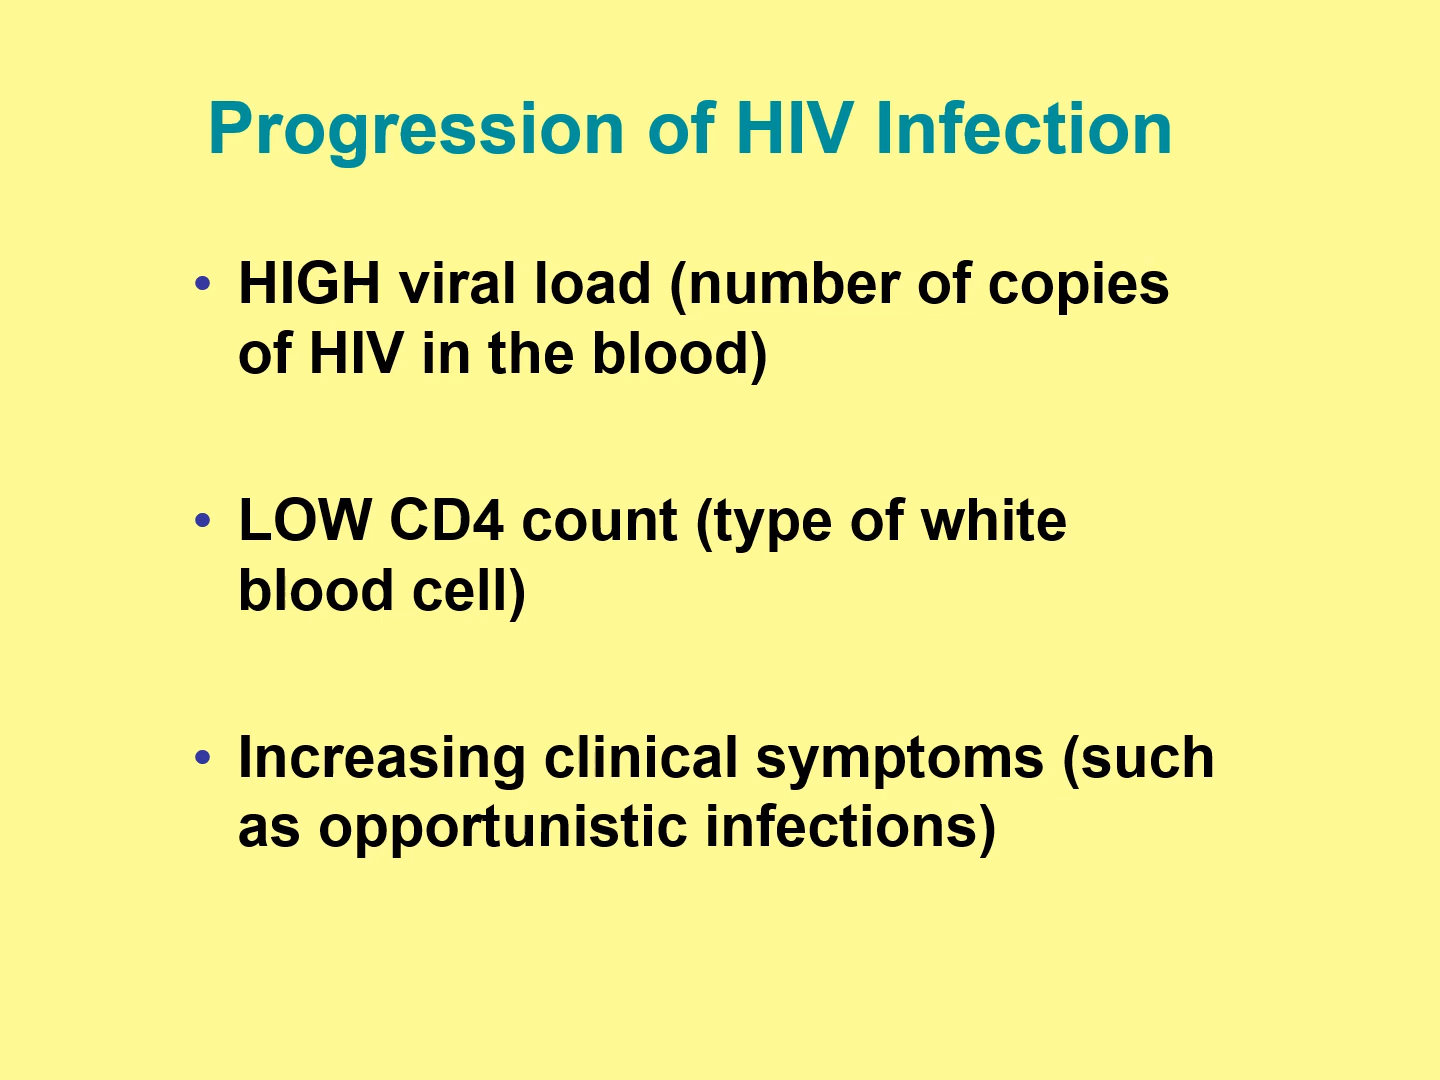 Progression of HIV Infection
• HIGH viral load (number of copies
of HIV in the blood)
• LOW CD4 count (type of white
blood cell)
• Increasing clinical symptoms (such
as opportunistic infections)